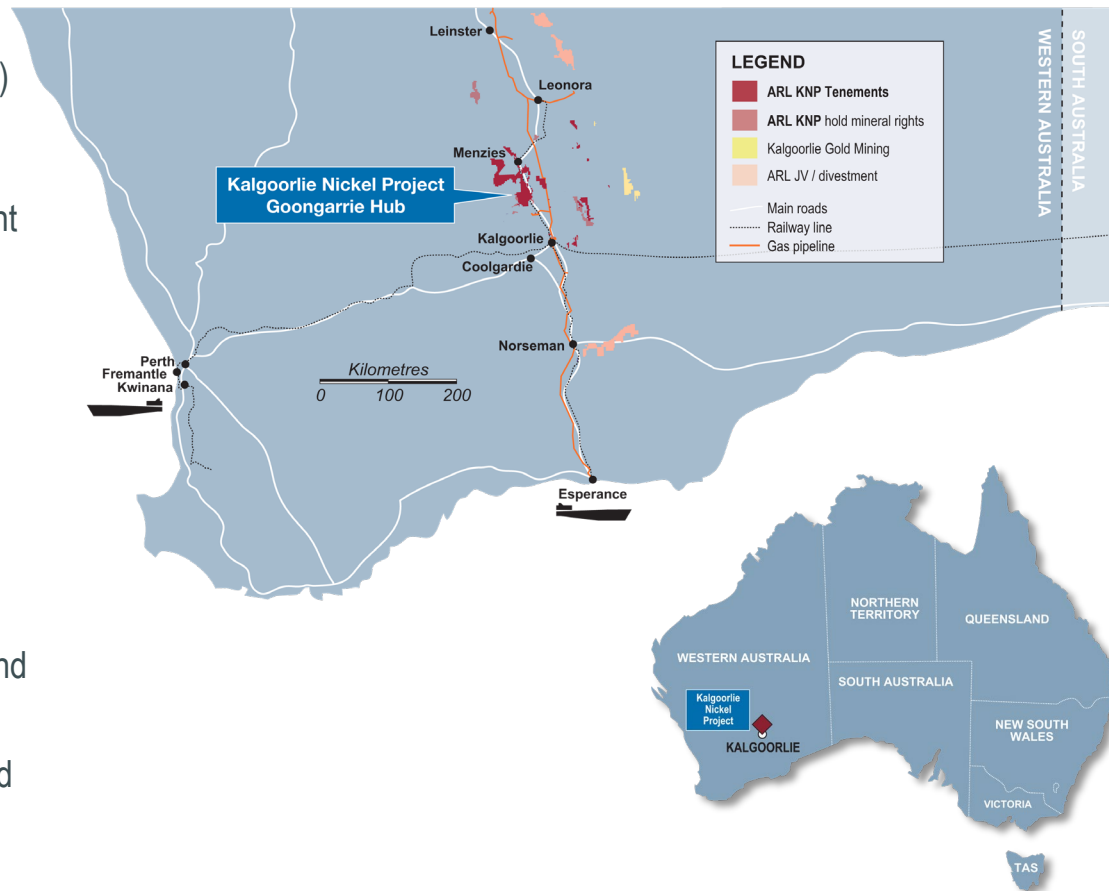 )
nt
nd
d
Leinster
Leonora
Menzies
Kalgoorlie Nickel Project
Goongarrie Hub
Kalgoorlie
Coolgardie
Norseman
Perth
Fremantle
Kwinana
Kilometres
0 100 200
Esperance
LEGEND
ARL KNP Tenements
ARL KNP hold mineral rights
Kalgoorlie Gold Mining
ARL JV / divestment
Main roads
Railway line
Gas pipeline
WESTERN AUSTRALIA
SOUTH AUSTRALIA
NORTHERN
TERRITORY
QUEENSLAND
WESTERN AUSTRALIA
SOUTH AUSTRALIA
Kalgoorlie
Nickel
Project
KALGOORLIE
NEW SOUTH
WALES
VICTORIA
TAS